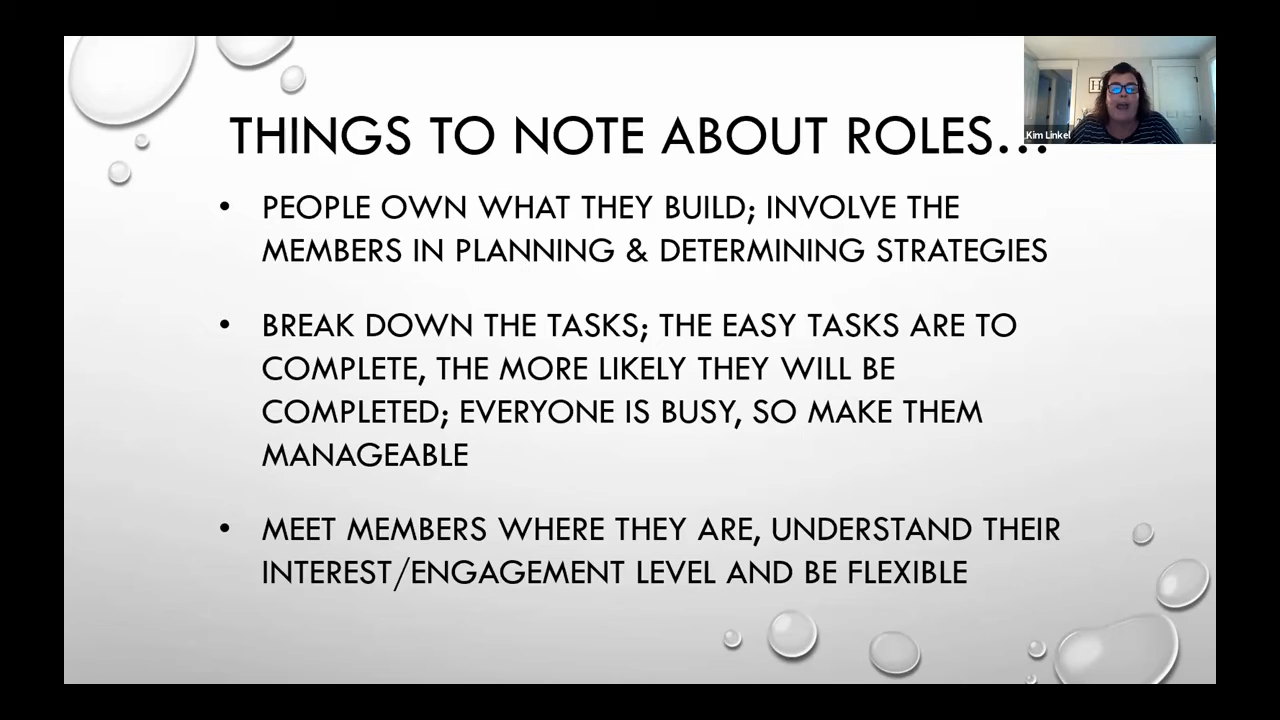 THINGS TO NOTE ABOUT ROLES...
Kim Linkel
• PEOPLE OWN WHAT THEY BUILD; INVOLVE THE
MEMBERS IN PLANNING & DETERMINING STRATEGIES
• BREAK DOWN THE TASKS; THE EASY TASKS ARE TO
COMPLETE, THE MORE LIKELY THEY WILL BE
COMPLETED; EVERYONE IS BUSY, SO MAKE THEM
MANAGEABLE
• MEET MEMBERS WHERE THEY ARE, UNDERSTAND THEIR
INTEREST/ENGAGEMENT LEVEL AND BE FLEXIBLE